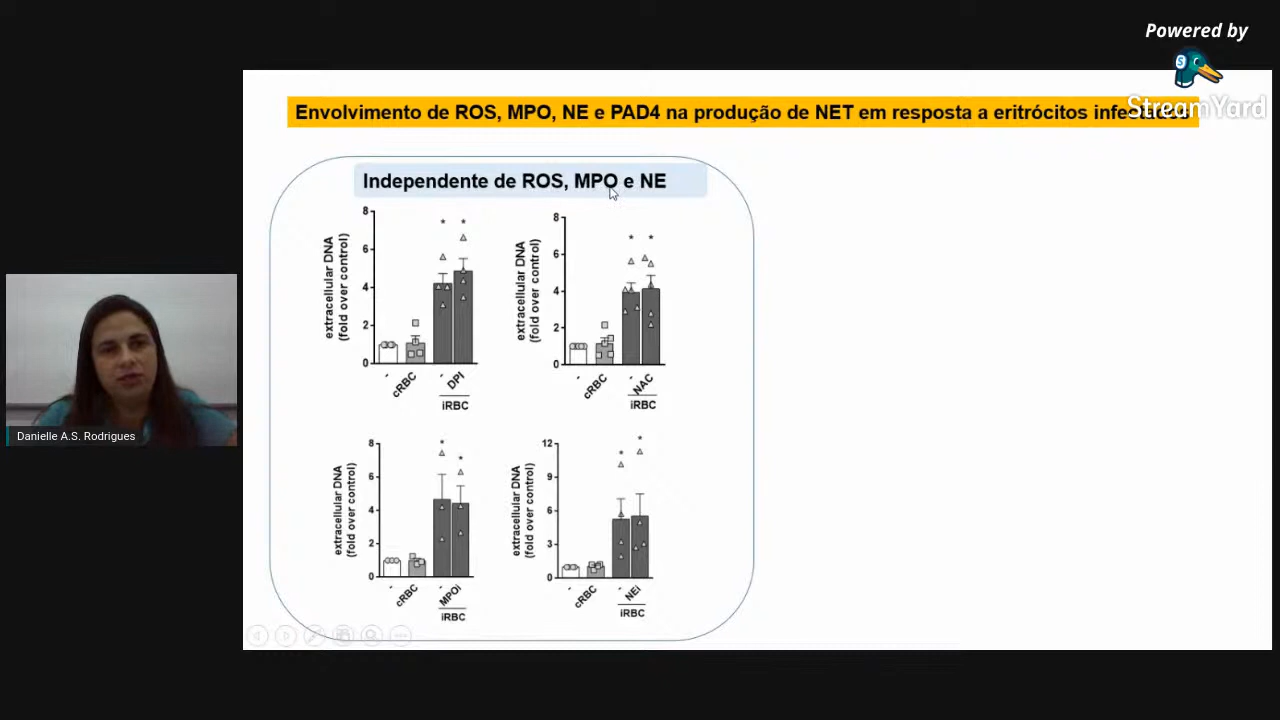 Powered by
StreamYard
Envolvimento de ROS, MPO, NE e PAD4 na produção de NET em resposta a eritrócitos infectados
Independente de ROS, MPO e NE
extracellular DNA
(fold over control)
8
6
4
2
0
* *
-
cRBC
-
DPI
iRBC
extracellular DNA
(fold over control)
8
6
4
2
0
* *
-
cRBC
-
NAC
iRBC
Danielle A.S. Rodrigues
extracellular DNA
(fold over control)
8
6
4
2
0
* *
-
cRBC
-
MPOi
iRBC
extracellular DNA
(fold over control)
12
9
6
3
0
* *
-
cRBC
-
NEi
iRBC